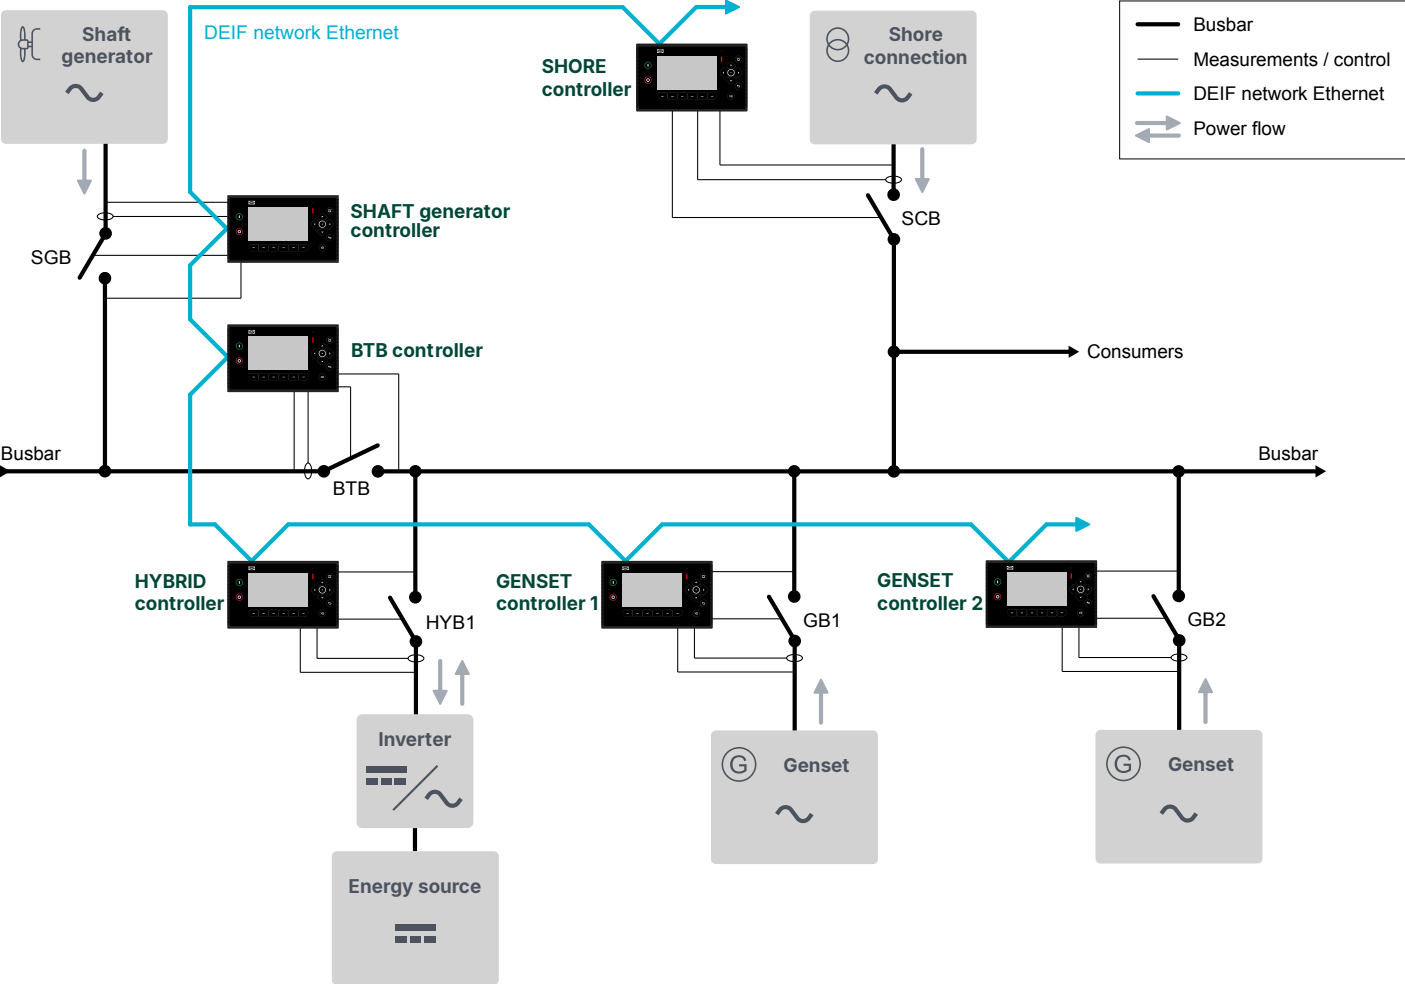 Shaft
generator
DEIF network Ethernet
SHORE
controller
Shore
connection
Busbar
Measurements / control
DEIF network Ethernet
Power flow
SHAFT generator
controller
SCB
SGB
BTB controller
Consumers
Busbar
Busbar
BTB
HYBRID
controller
HYB1
GENSET
controller 1
GB1
GENSET
controller 2
GB2
Inverter
G
Genset
G
Genset
Energy source